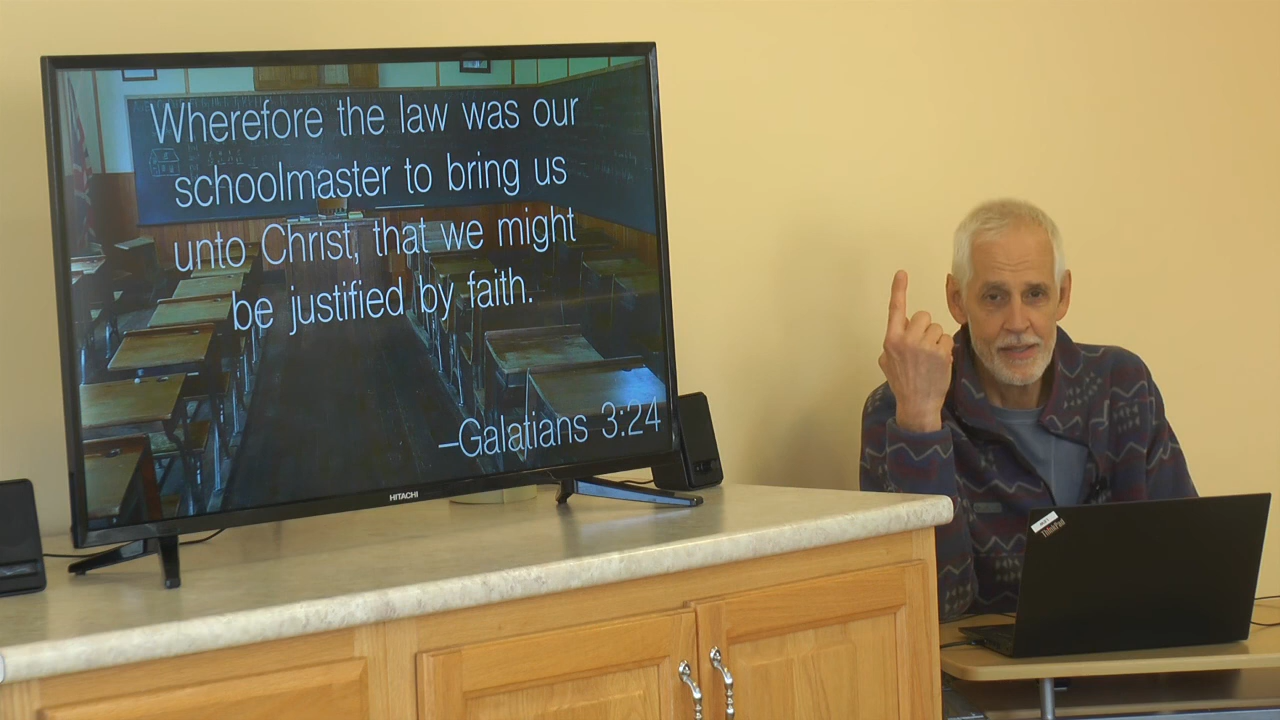 Wherefore the law was our
schoolmaster to bring us
unto Christ, that we might
be justified by faith.
–Galatians 3:24
HITACHI
ThinkPad